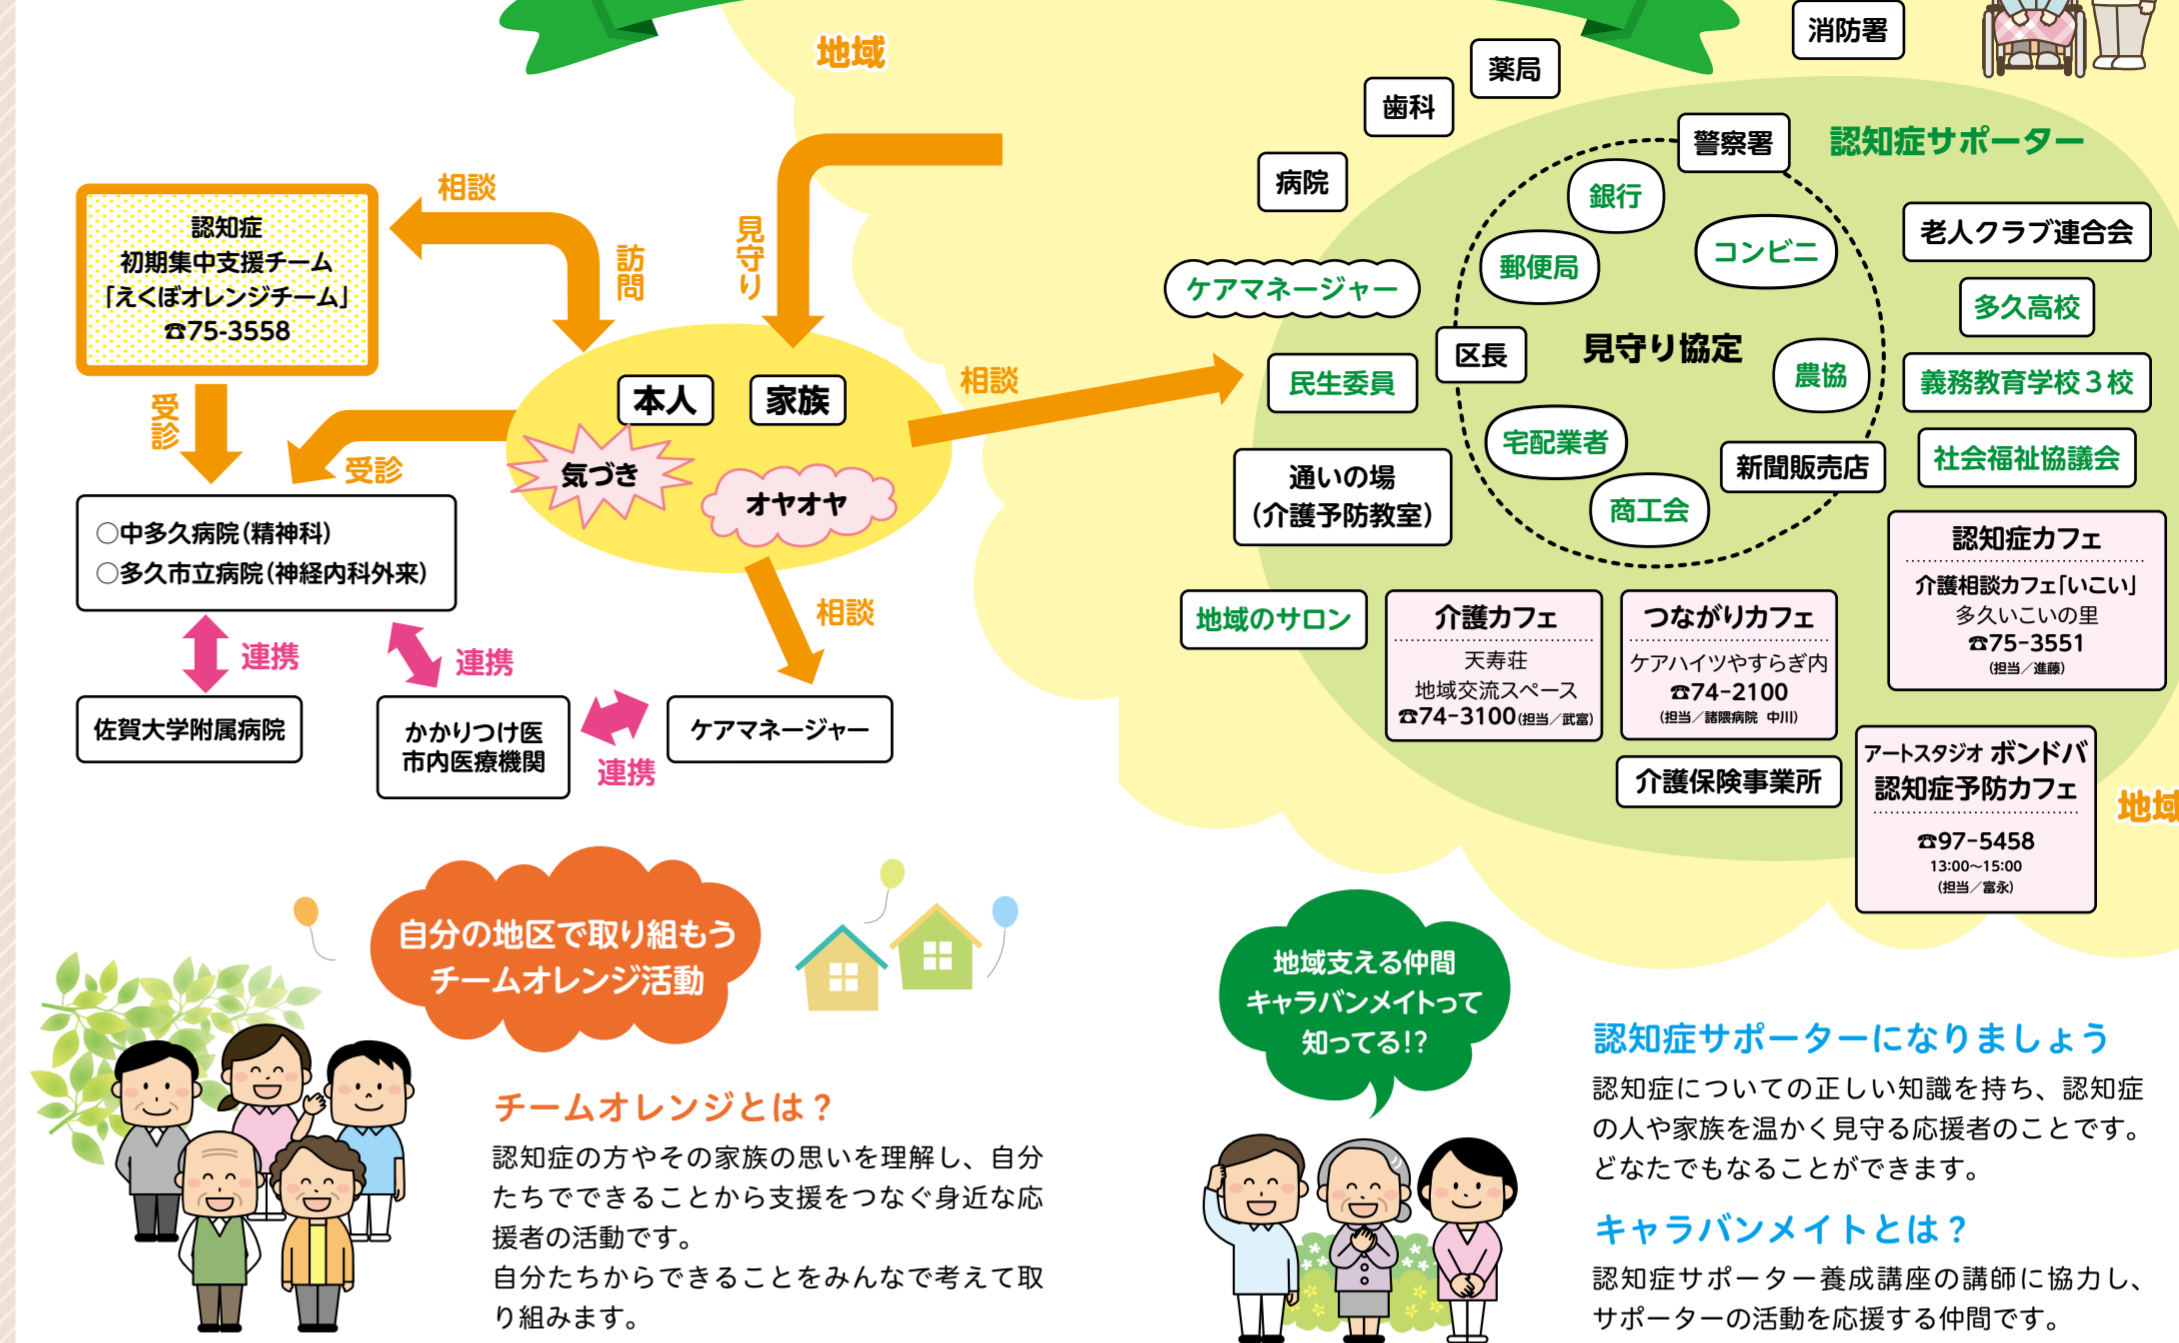 地域
消防署
薬局
歯科
病院
警察署
認知症サポーター
銀行
郵便局
コンビニ
老人クラブ連合会
多久高校
ケアマネージャー
区長
見守り協定
農協
民生委員
義務教育学校3校
宅配業者
新聞販売店
社会福祉協議会
商工会
通いの場
(介護予防教室)
相談
訪問
見守り
認知症
初期集中支援チーム
「えくぼオレンジチーム」
☎75-3558
受診
受診
本人
家族
気づき
オヤオヤ
相談
相談
○中多久病院(精神科)
○多久市立病院(神経内科外来)
連携
連携
連携
佐賀大学附属病院
かかりつけ医
市内医療機関
ケアマネージャー
地域のサロン
介護カフェ
天寿荘
地域交流スペース
☎74-3100(担当/武富)
つながりカフェ
ケアハイツやすらぎ内
☎74-2100
(担当/諸隈病院 中川)
認知症カフェ
介護相談カフェ「いこい」
多久いこいの里
☎75-3551
(担当/進藤)
介護保険事業所
アートスタジオ ボンドバ
認知症予防カフェ
☎97-5458
13:00~15:00
(担当/富永)
地域
自分の地区で取り組もう
チームオレンジ活動
チームオレンジとは?
認知症の方やその家族の思いを理解し、自分
たちでできることから支援をつなぐ身近な応
援者の活動です。
自分たちからできることをみんなで考えて取
り組みます。
地域支える仲間
キャラバンメイトって
知ってる!?
認知症サポーターになりましょう
認知症についての正しい知識を持ち、認知症
の人や家族を温かく見守る応援者のことです。
どなたでもなることができます。
キャラバンメイトとは?
認知症サポーター養成講座の講師に協力し、
サポーターの活動を応援する仲間です。